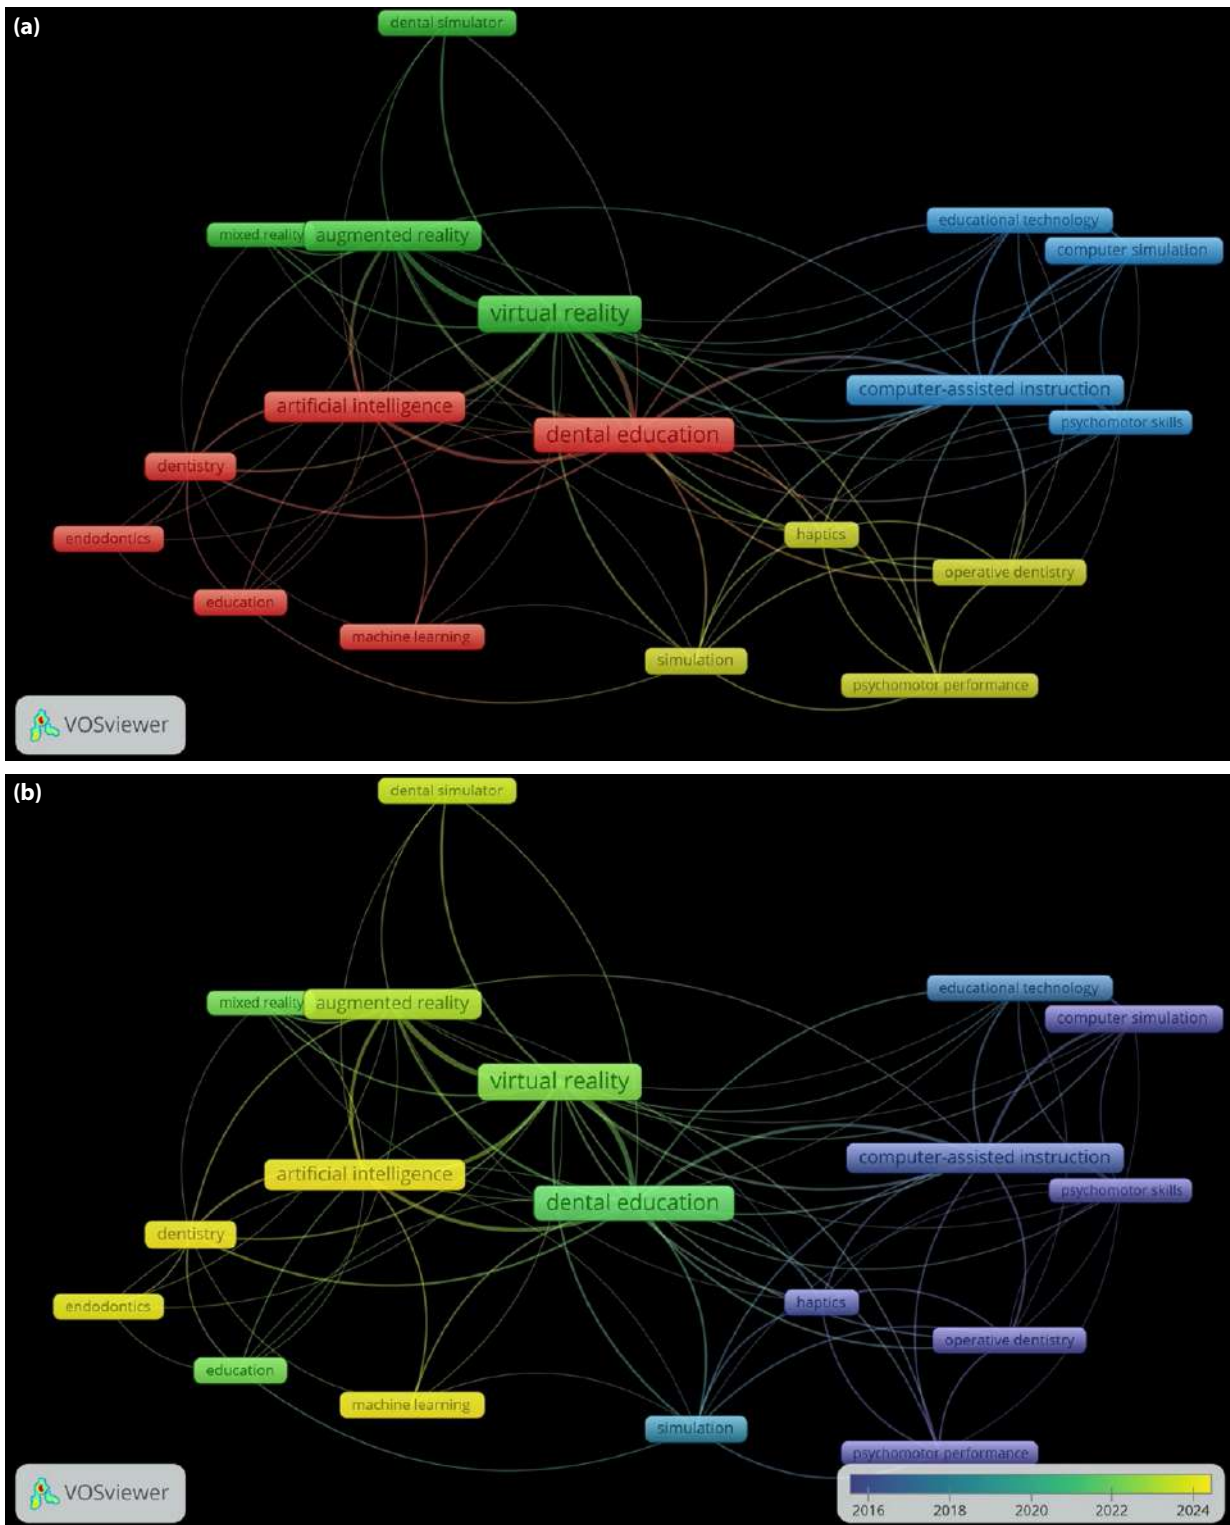 (a)
dental simulator
educational technology
mixed reality
augmented reality
computer simulation
virtual reality
computer-assisted instruction
artificial intelligence
psychomotor skills
dental education
dentistry
haptics
endodontics
operative dentistry
education
machine learning
simulation
psychomotor performance
VOSviewer
(b)
dental simulator
educational technology
mixed reality
augmented reality
computer simulation
virtual reality
computer-assisted instruction
artificial intelligence
psychomotor skills
dental education
dentistry
haptics
endodontics
operative dentistry
education
machine learning
simulation
psychomotor performance
VOSviewer
2016 2018 2020 2022 2024